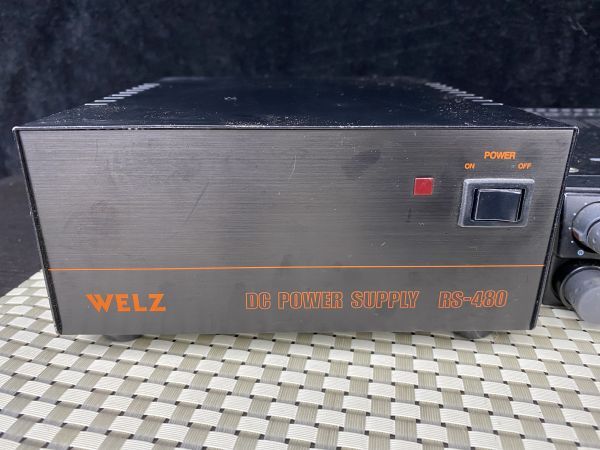 POWER
ON OFF
WELZ DC POWER SUPPLY RS-480